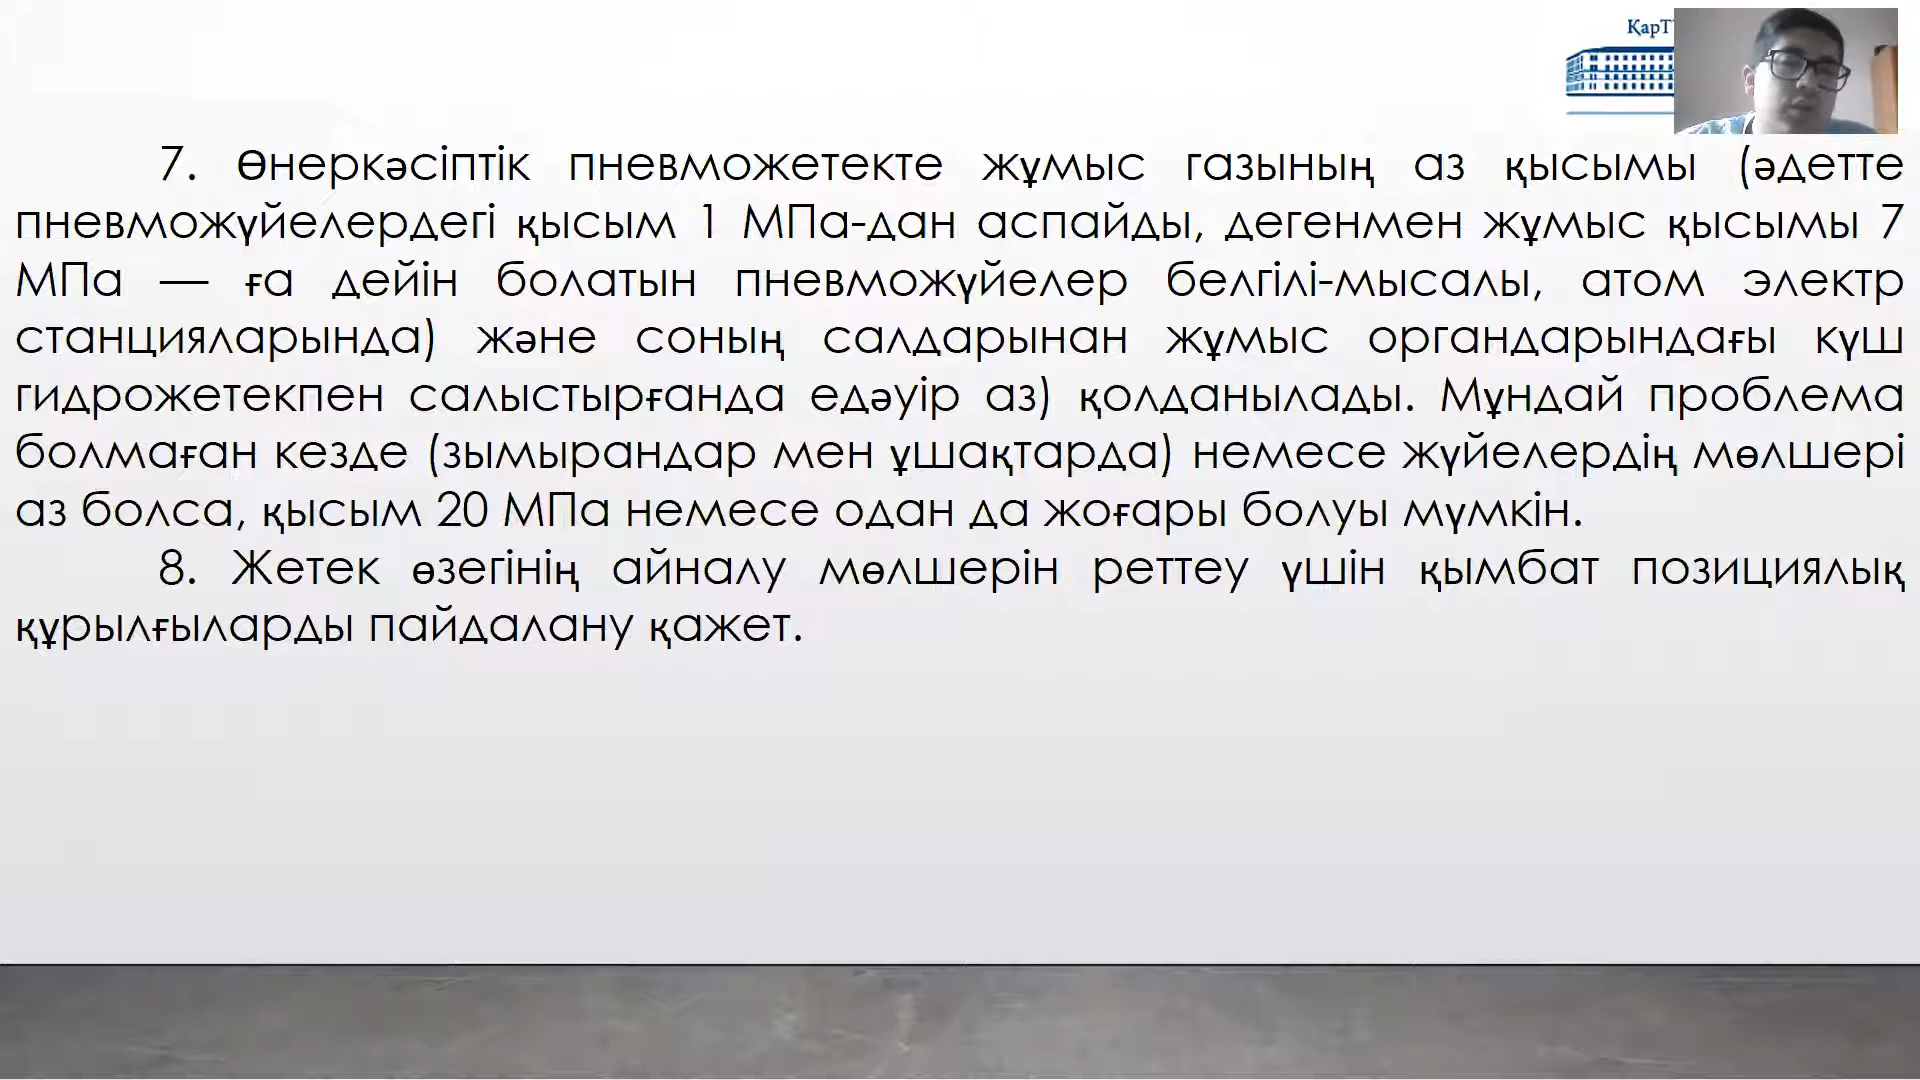 ҚарТ
7. Өнеркәсіптік пневможетекте жұмыс газының аз қысымы (әдетте
пневможүйелердегі қысым 1 МПа-дан аспайды, дегенмен жұмыс қысымы 7
МПа — ға дейін болатын пневможүйелер белгілі-мысалы, атом электр
станцияларында) және соның салдарынан жұмыс органдарындағы күш
гидрожетекпен салыстырғанда едәуір аз) қолданылады. Мұндай проблема
болмаған кезде (зымырандар мен ұшақтарда) немесе жүйелердің мөлшері
аз болса, қысым 20 МПа немесе одан да жоғары болуы мүмкін.
8. Жетек өзегінің айналу мөлшерін реттеу үшін қымбат позициялық
құрылғыларды пайдалану қажет.